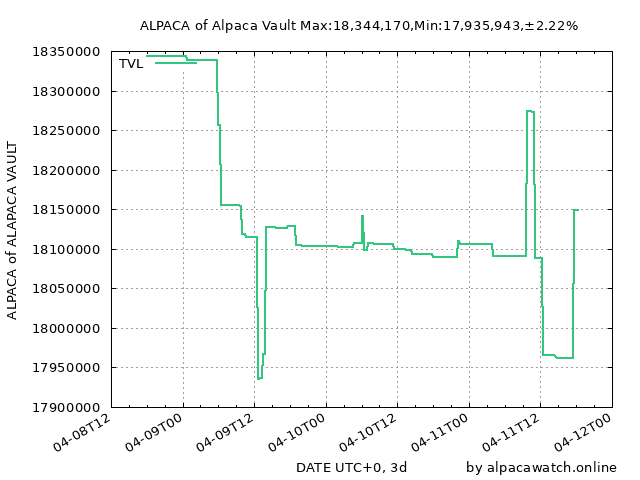 ALPACA of Alpaca Vault Max:18,344,170,Min:17,935,943,±2.22%
TVL
ALPACA of ALAPACA VAULT
18350000
18300000
18250000
18200000
18150000
18100000
18050000
18000000
17950000
17900000
04-08T12
04-09T00
04-09T12
04-10T00
04-10T12
04-11T00
04-11T12
04-12T00
DATE UTC+0, 3d
by alpacawatch.online